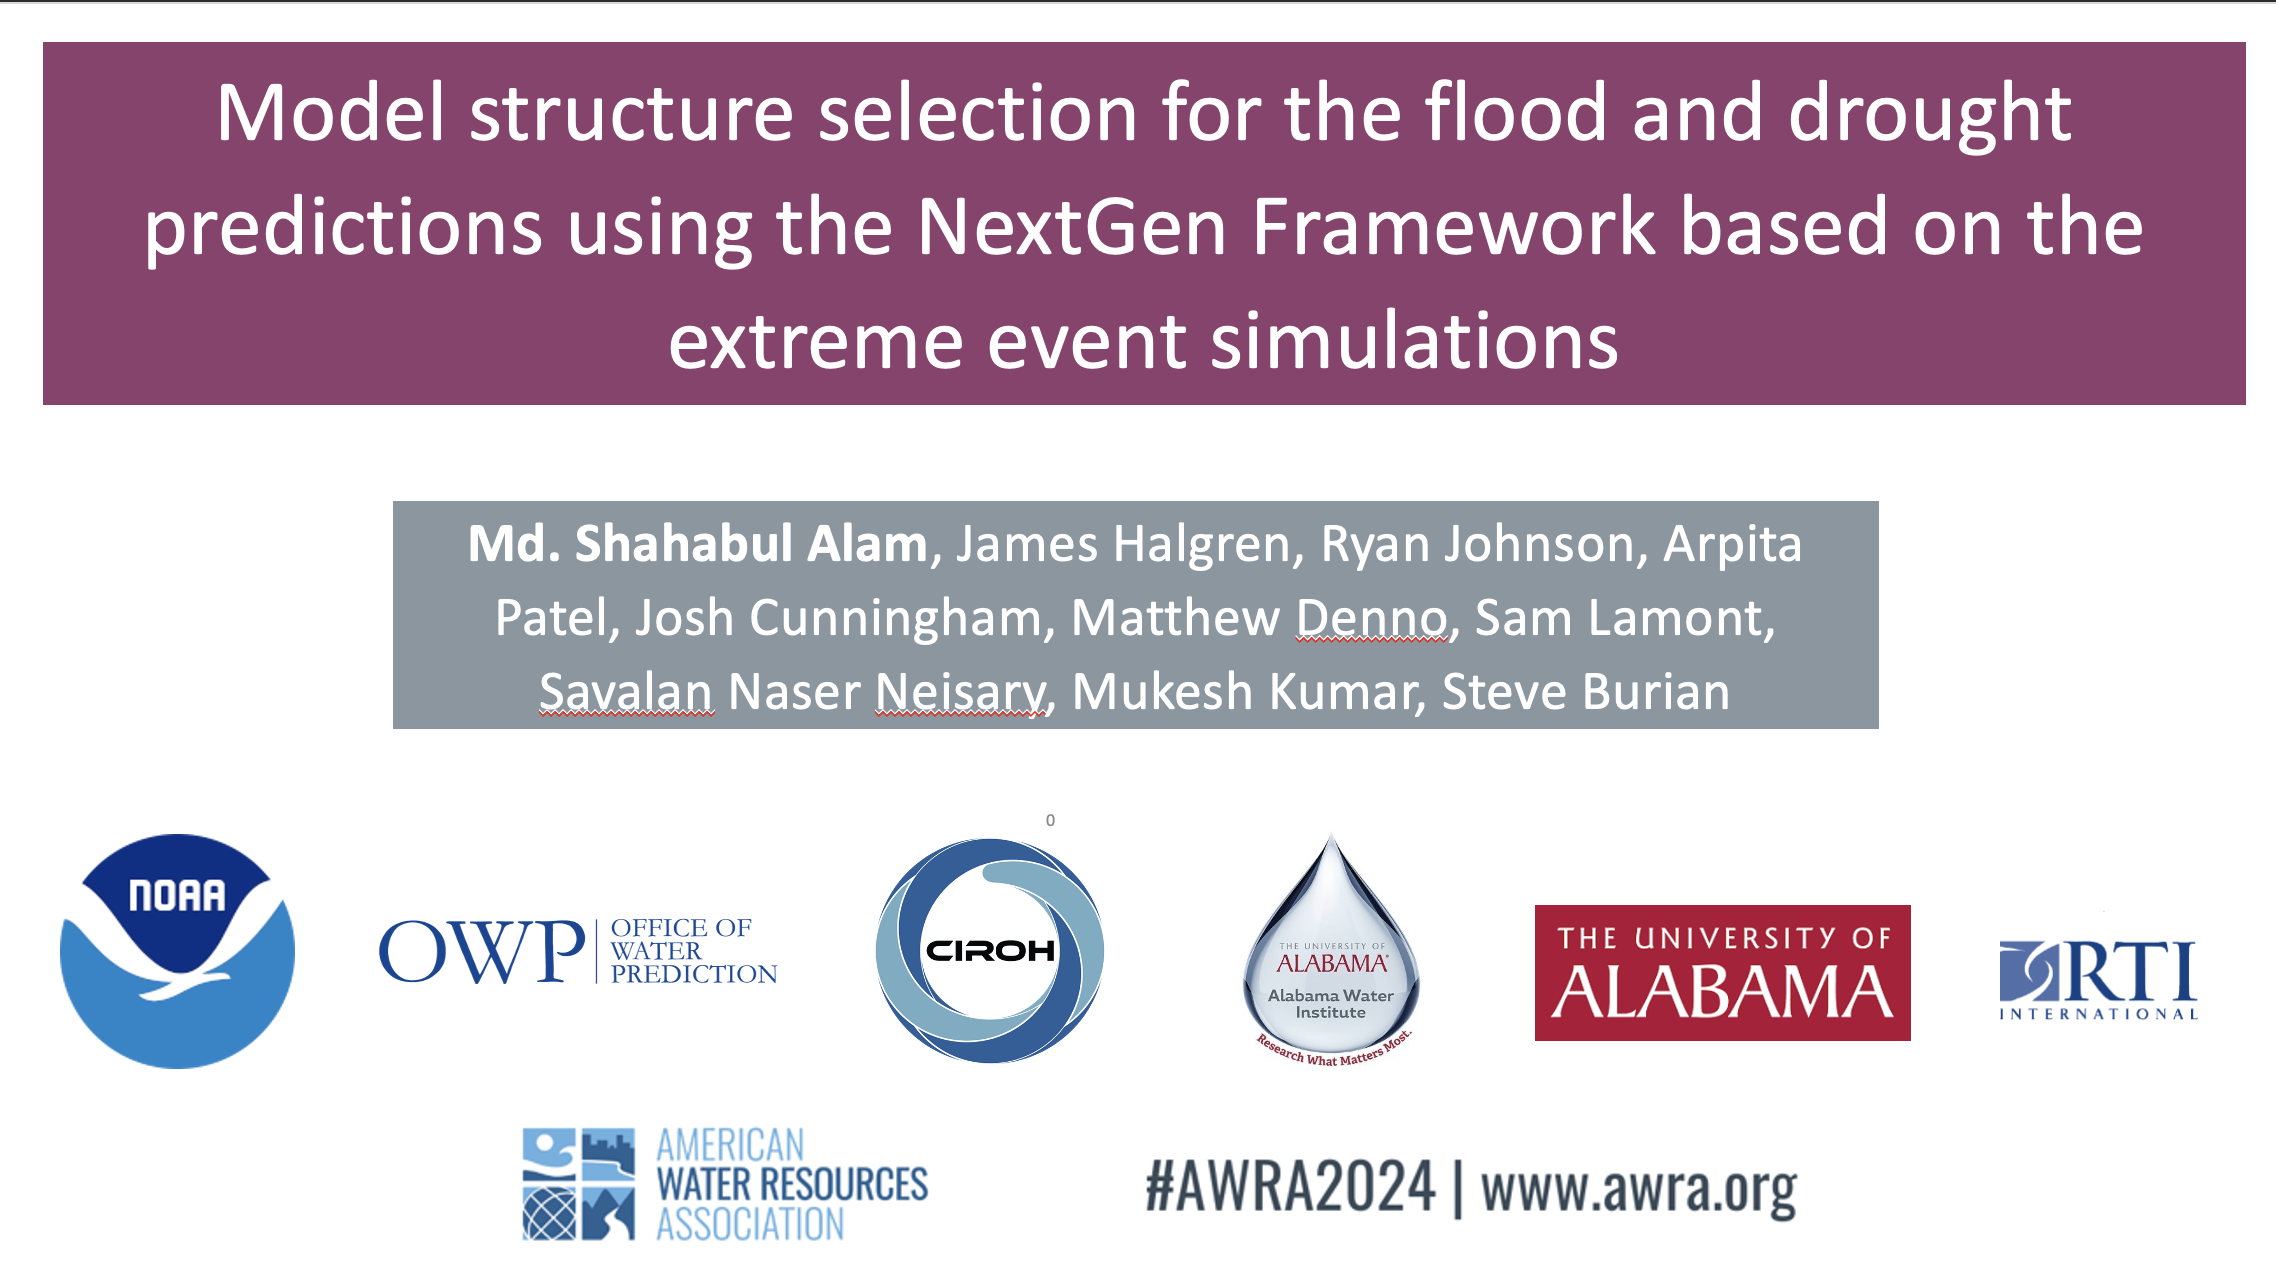 Model structure selection for the flood and drought
predictions using the NextGen Framework based on the
extreme event simulations
Md. Shahabul Alam, James Halgren, Ryan Johnson, Arpita
Patel, Josh Cunningham, Matthew Denno, Sam Lamont,
Savalan Naser Neisary, Mukesh Kumar, Steve Burian
0
NOAA
OWP
OFFICE OF
WATER
PREDICTION
CIROH
THE UNIVERSITY OF
ALABAMA®
Alabama Water
Institute
Research What Matters Most.
THE UNIVERSITY OF
ALABAMA
RTI
INTERNATIONAL
AMERICAN
WATER RESOURCES
ASSOCIATION
#AWRA2024 | www.awra.org